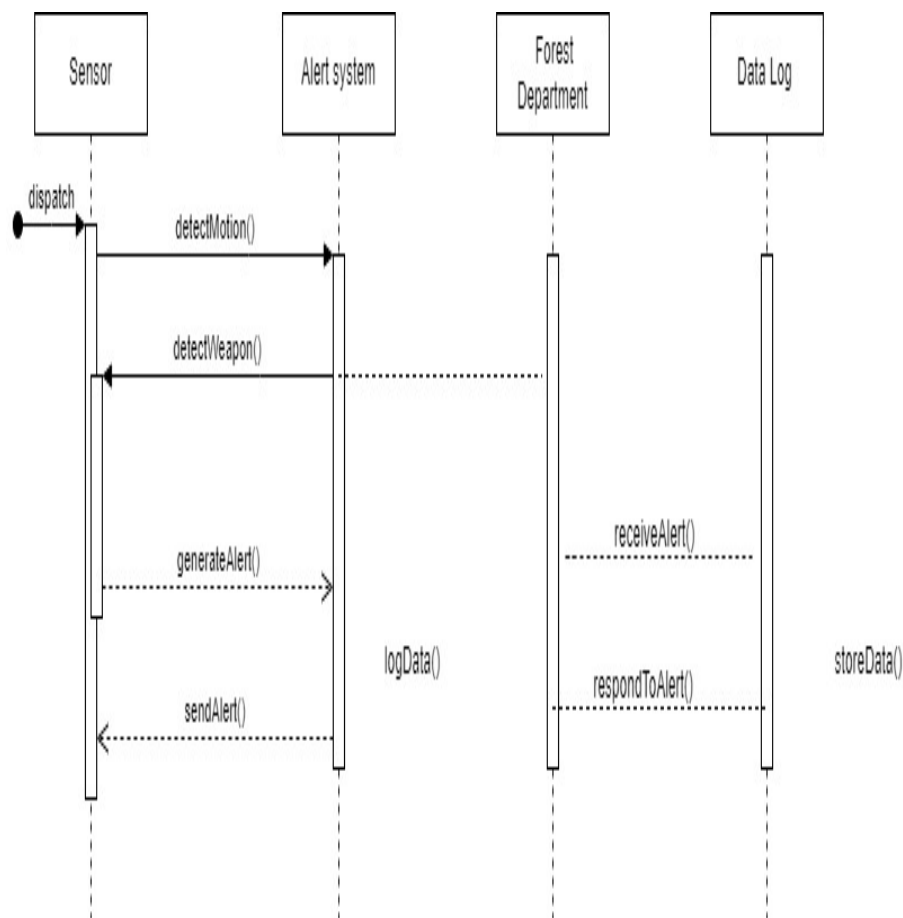 Sensor
Alert system
Forest
Department
Data Log
dispatch
detectMotion()
detectWeapon()
receiveAlert()
generateAlert()
logData()
storeData()
respondToAlert()
sendAlert()